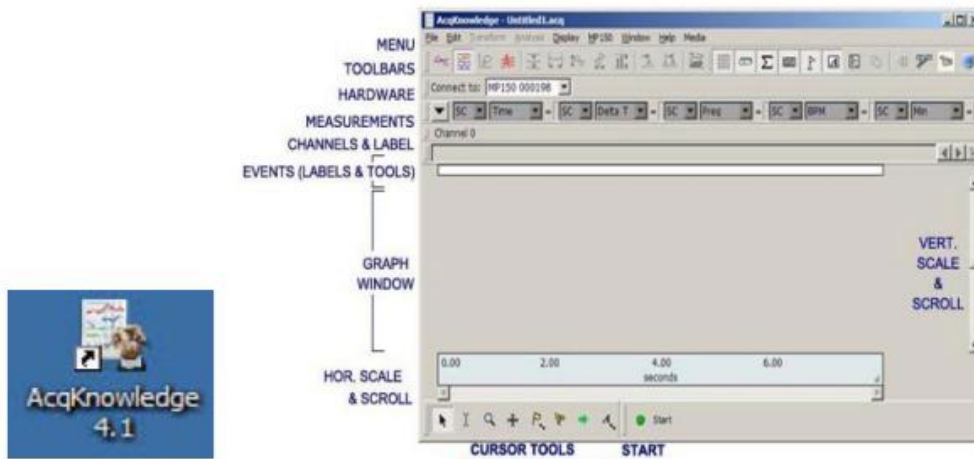 AcqKnowledge - Untitled1.acq
File Edit Transform Analysis Display MP150 Window Help Media
MENU
TOOLBARS
HARDWARE
Connect to: MP150 000198
MEASUREMENTS
SC Time = SC Delta T = SC Freq = SC BPM = SC Min =
CHANNELS & LABEL
Channel 0
EVENTS (LABELS & TOOLS)
GRAPH
WINDOW
VERT.
SCALE
&
SCROLL
HOR. SCALE
& SCROLL
0.00 2.00 4.00 6.00
seconds
Start
CURSOR TOOLS START
AcqKnowledge
4.1